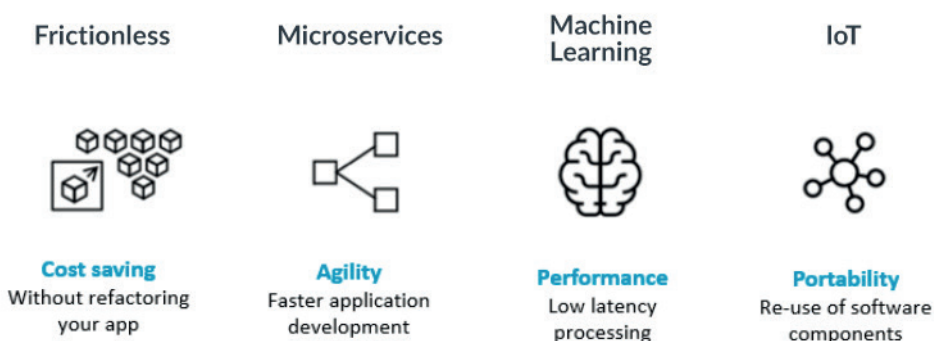 Frictionless
Cost saving
Without refactoring
your app
Microservices
Agility
Faster application
development
Machine
Learning
Performance
Low latency
processing
IoT
Portability
Re-use of software
components